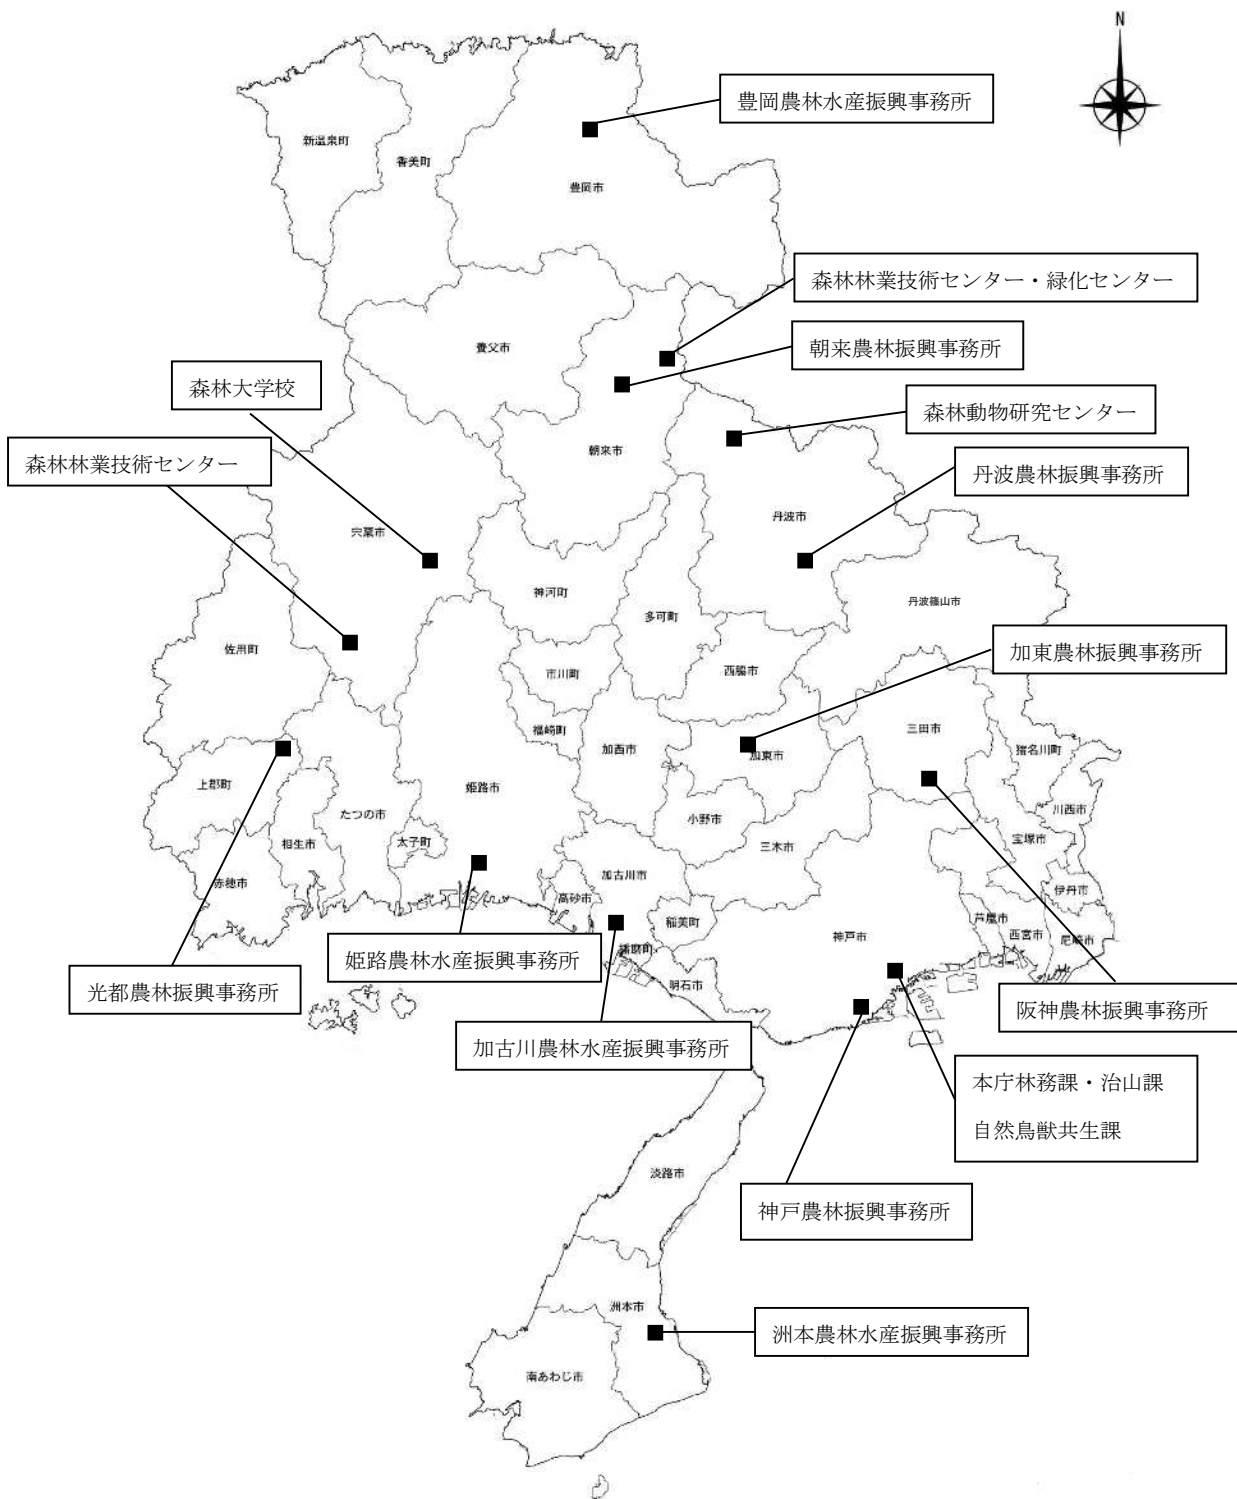 N
豊岡農林水産振興事務所
新温泉町
香美町
豊岡市
森林林業技術センター・緑化センター
養父市
朝来農林振興事務所
森林大学校
森林動物研究センター
森林林業技術センター
朝来市
丹波農林振興事務所
丹波市
宍粟市
神河町
多可町
丹波篠山市
佐用町
加東農林振興事務所
市川町
西脇市
福崎町
加西市
加東市
三田市
猪名川町
上郡町
姫路市
たつの市
小野市
川西市
相生市
太子町
三木市
宝塚市
赤穂市
加古川市
高砂市
伊丹市
稲美町
芦屋市
西宮市
尼崎市
神戸市
播磨町
姫路農林水産振興事務所
明石市
光都農林振興事務所
阪神農林振興事務所
加古川農林水産振興事務所
本庁林務課・治山課
自然鳥獣共生課
淡路市
神戸農林振興事務所
洲本市
洲本農林水産振興事務所
南あわじ市